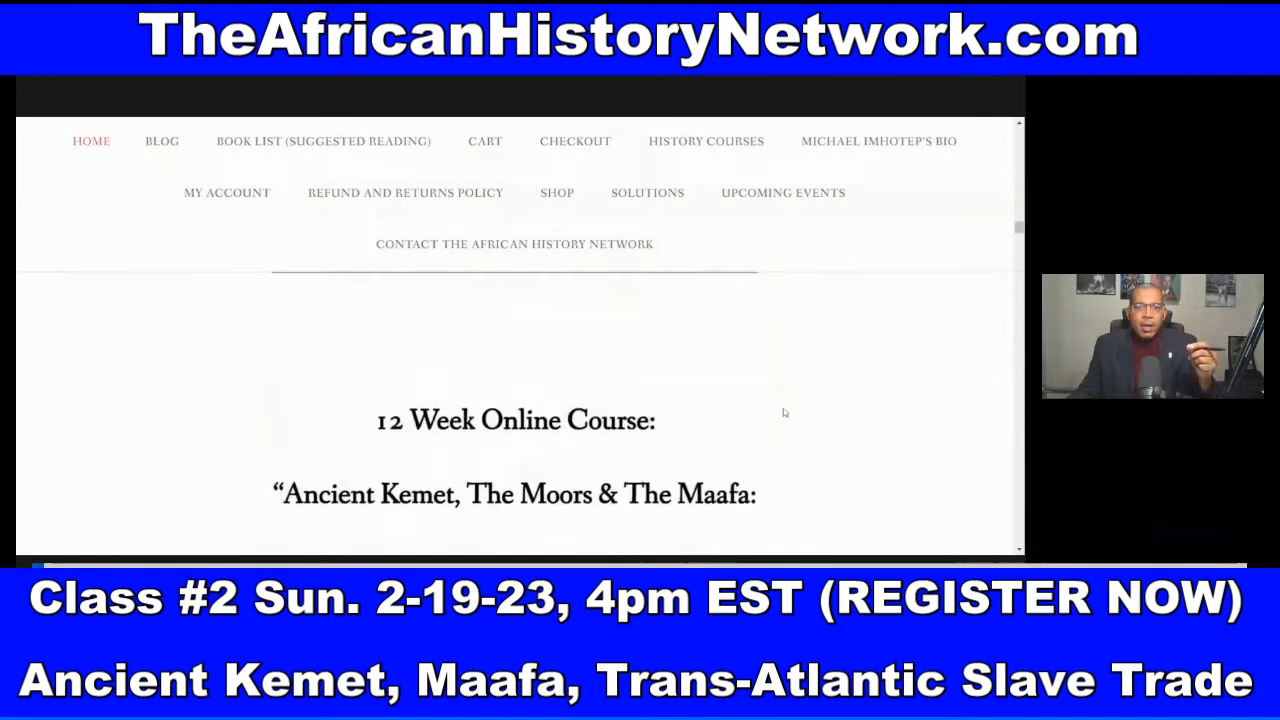 TheAfricanHistoryNetwork.com
HOME BLOG BOOK LIST (SUGGESTED READING) CART CHECKOUT HISTORY COURSES MICHAEL IMHOTEP'S BIO
MY ACCOUNT REFUND AND RETURNS POLICY SHOP SOLUTIONS UPCOMING EVENTS
CONTACT THE AFRICAN HISTORY NETWORK
12 Week Online Course:
“Ancient Kemet, The Moors & The Maafa:
Class #2 Sun. 2-19-23, 4pm EST (REGISTER NOW)
Ancient Kemet, Maafa, Trans-Atlantic Slave Trade